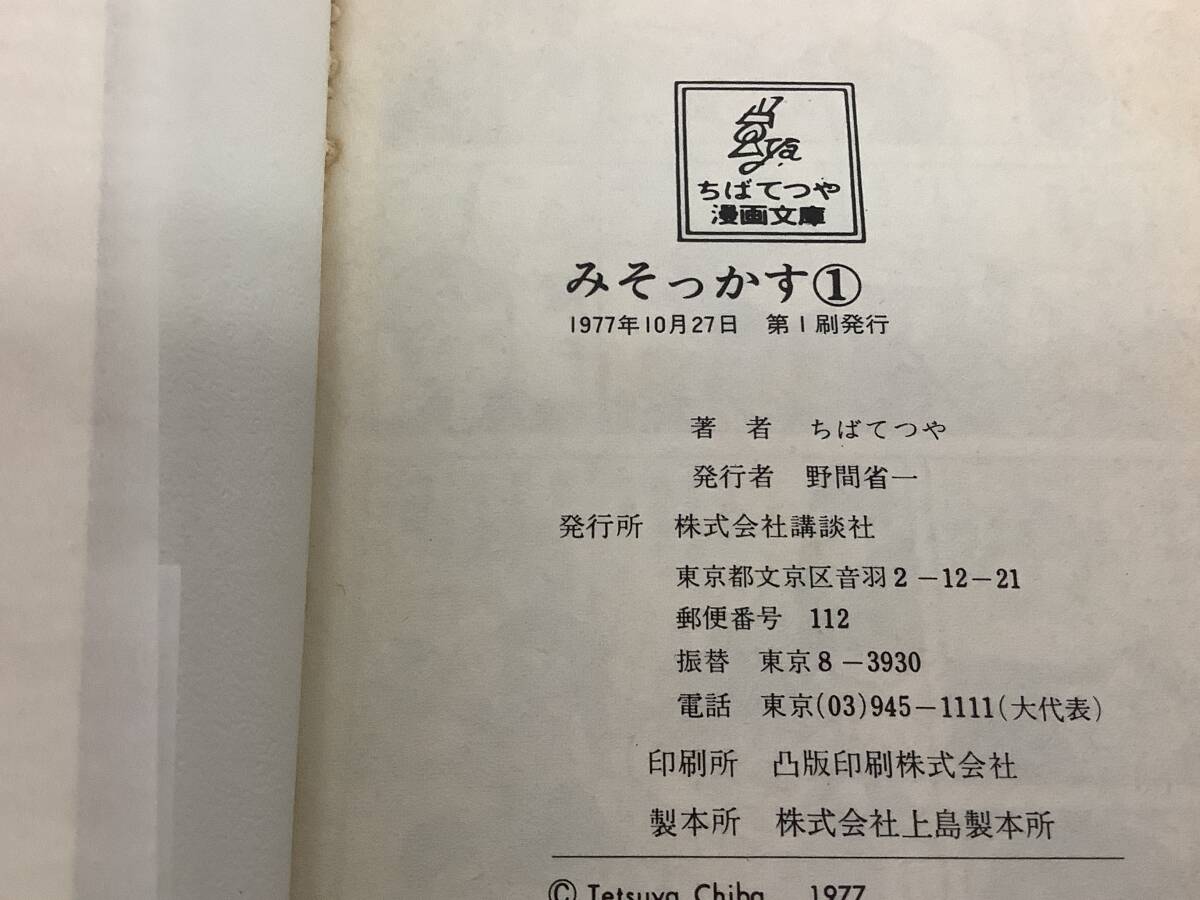 ちばてつや
漫画文庫
みそっかす①
1977年10月27日 第1刷発行
著 者 ちばてつや
発行者 野間省一
発行所 株式会社講談社
東京都文京区音羽2-12-21
郵便番号 112
振替 東京8-3930
電話 東京(03)945-1111(大代表)
印刷所 凸版印刷株式会社
製本所 株式会社上島製本所
© Tetsuya Chiba 1977